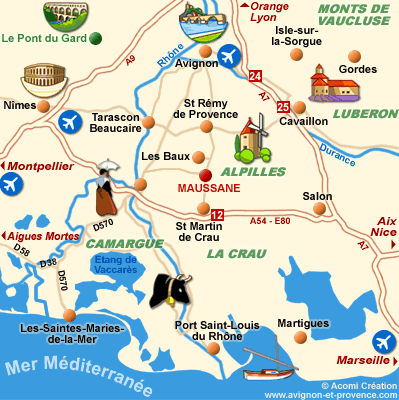 Orange
Lyon
MONTS DE
VAUCLUSE
Le Pont du Gard
Rhône
Isle-sur-
la-Sorgue
A9
Avignon
Gordes
24
A7
Nîmes
St Rémy
de Provence
25
LUBERON
Tarascon
Beaucaire
Cavaillon
Durance
Les Baux
ALPILLES
Montpellier
MAUSSANE
Salon
12
A54 - E80
D570
St Martin
de Crau
Aix
Nice
Aigues Mortes
CAMARGUE
A7
D58
D38
LA CRAU
Etang de
Vaccarès
D570
Les-Saintes-Maries-
de-la-Mer
Port Saint-Louis
du Rhône
Martigues
Marseille
Mer Méditerranée
© Acomi Création
www.avignon-et-provence.com